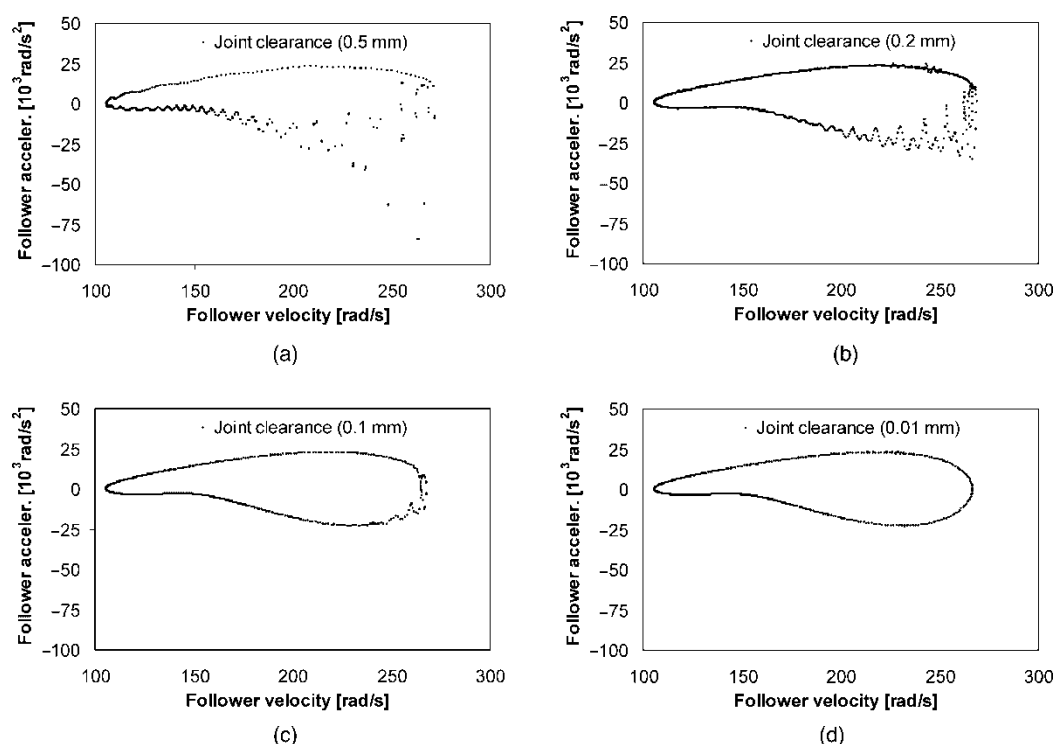 50
25
0
−25
−50
−75
−100
Follower acceler. [10³rad/s²]
Joint clearance (0.5 mm)
100 150 200 250 300
Follower velocity [rad/s]
(a)
50
25
0
−25
−50
−75
−100
Follower acceler. [10³rad/s²]
Joint clearance (0.2 mm)
100 150 200 250 300
Follower velocity [rad/s]
(b)
50
25
0
−25
−50
−75
−100
Follower acceler. [10³rad/s²]
Joint clearance (0.1 mm)
100 150 200 250 300
Follower velocity [rad/s]
(c)
50
25
0
−25
−50
−75
−100
Follower acceler. [10³rad/s²]
Joint clearance (0.01 mm)
100 150 200 250 300
Follower velocity [rad/s]
(d)